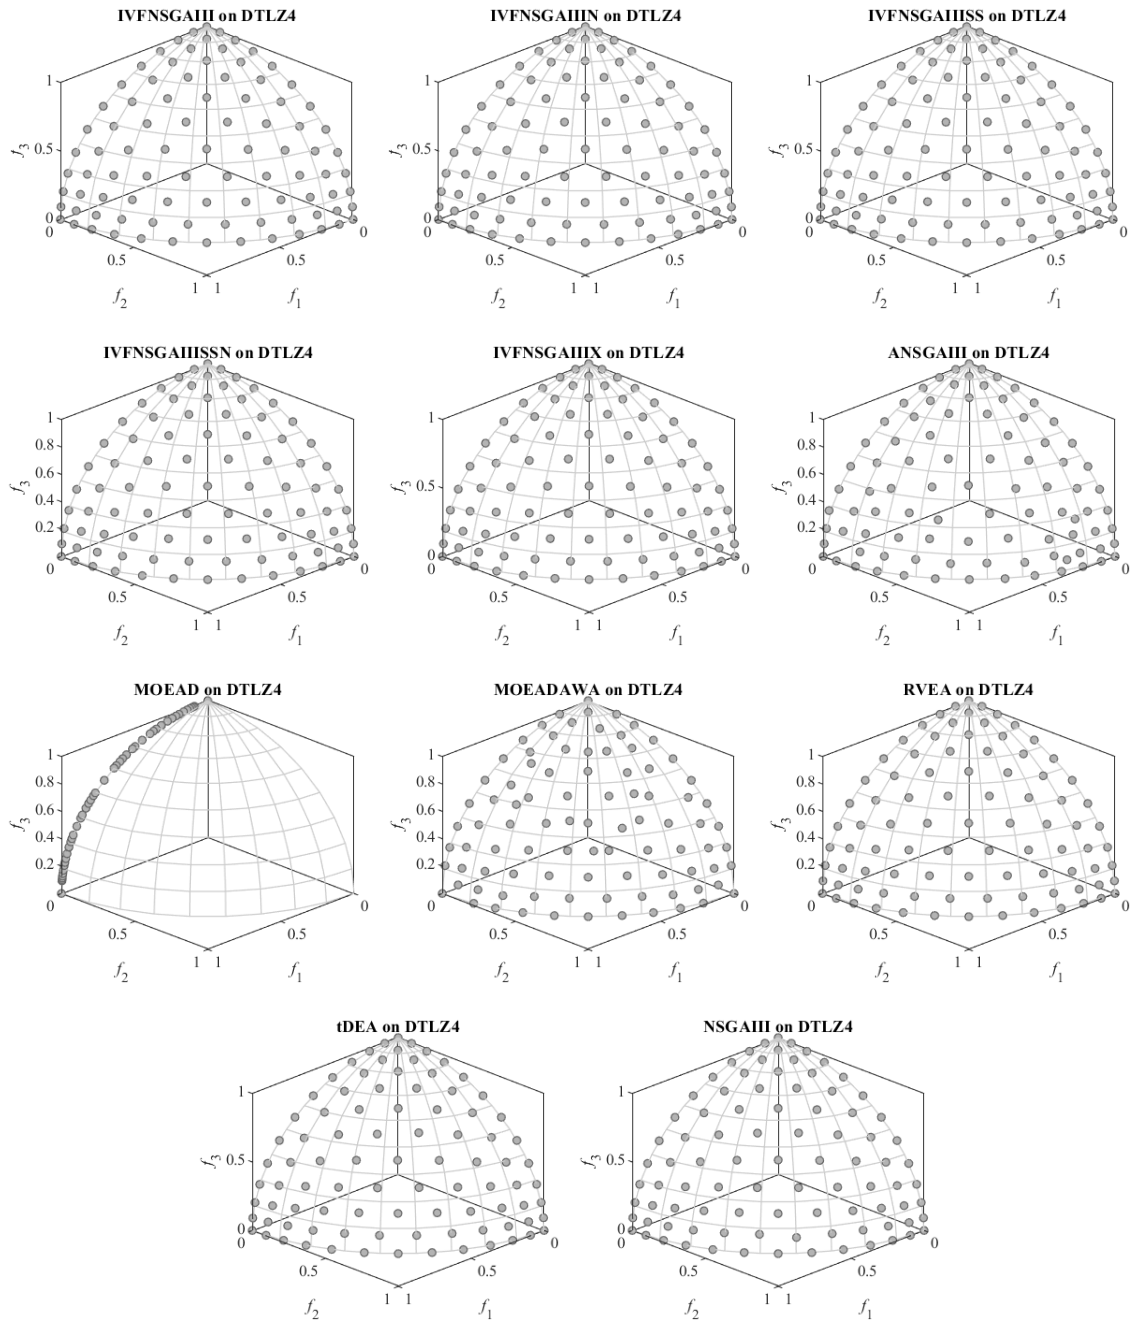 IVFNSGAIII on DTLZ4
IVFNSGAIIIN on DTLZ4
IVFNSGAIIISS on DTLZ4
1
0.5
0
f3
0
0.5
1
f2
1
0.5
0
f1
1
0.5
0
f3
0
0.5
1
f2
1
0.5
0
f1
1
0.5
0
f3
0
0.5
1
f2
1
0.5
0
f1
IVFNSGAIIISSN on DTLZ4
IVFNSGAIIIX on DTLZ4
ANSGAIII on DTLZ4
1
0.8
0.6
0.4
0.2
0
f3
0
0.5
1
f2
1
0.5
0
f1
1
0.5
0
f3
0
0.5
1
f2
1
0.5
0
f1
1
0.8
0.6
0.4
0.2
0
f3
0
0.5
1
f2
1
0.5
0
f1
MOEAD on DTLZ4
MOEADAWA on DTLZ4
RVEA on DTLZ4
1
0.8
0.6
0.4
0.2
0
f3
0
0.5
1
f2
1
0.5
0
f1
1
0.8
0.6
0.4
0.2
0
f3
0
0.5
1
f2
1
0.5
0
f1
1
0.8
0.6
0.4
0.2
0
f3
0
0.5
1
f2
1
0.5
0
f1
tDEA on DTLZ4
NSGAIII on DTLZ4
1
0.5
0
f3
0
0.5
1
f2
1
0.5
0
f1
1
0.5
0
f3
0
0.5
1
f2
1
0.5
0
f1